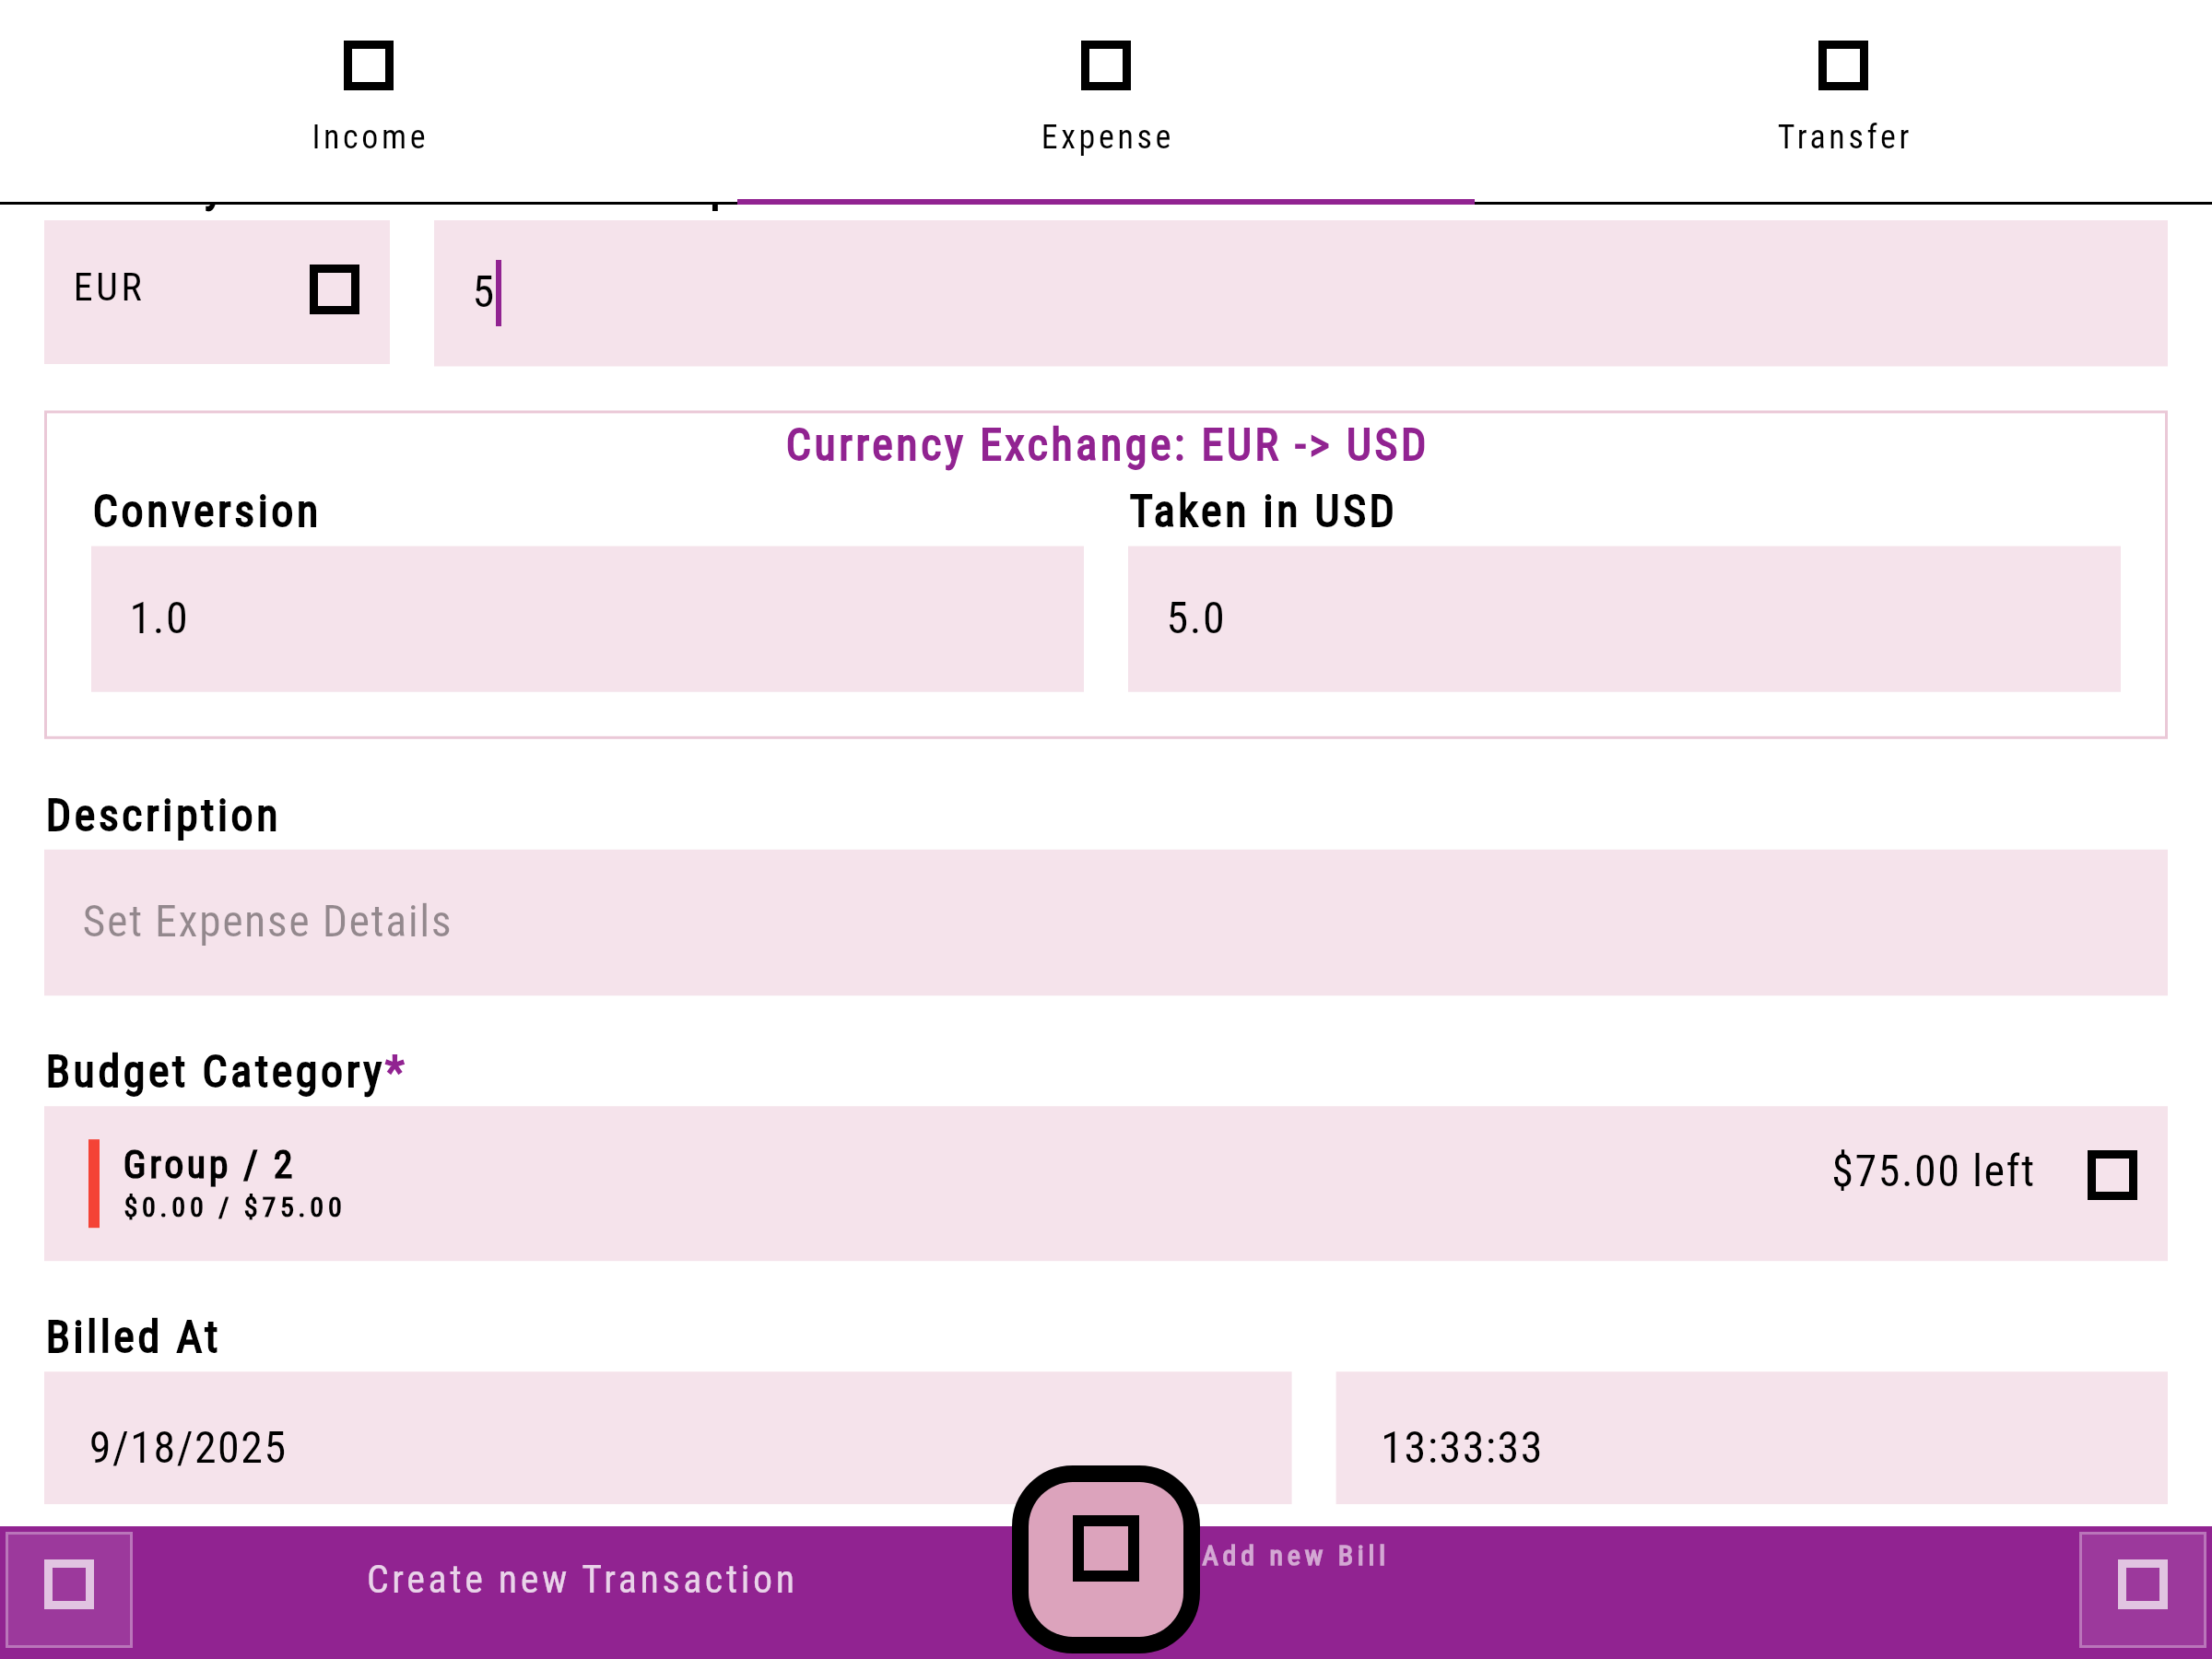 Income
Expense
Transfer
EUR
5
Currency Exchange: EUR -> USD
Conversion
Taken in USD
1.0
5.0
Description
Set Expense Details
Budget Category*
Group / 2
$0.00 / $75.00
$75.00 left
Billed At
9/18/2025
13:33:33
Create new Transaction
Add new Bill